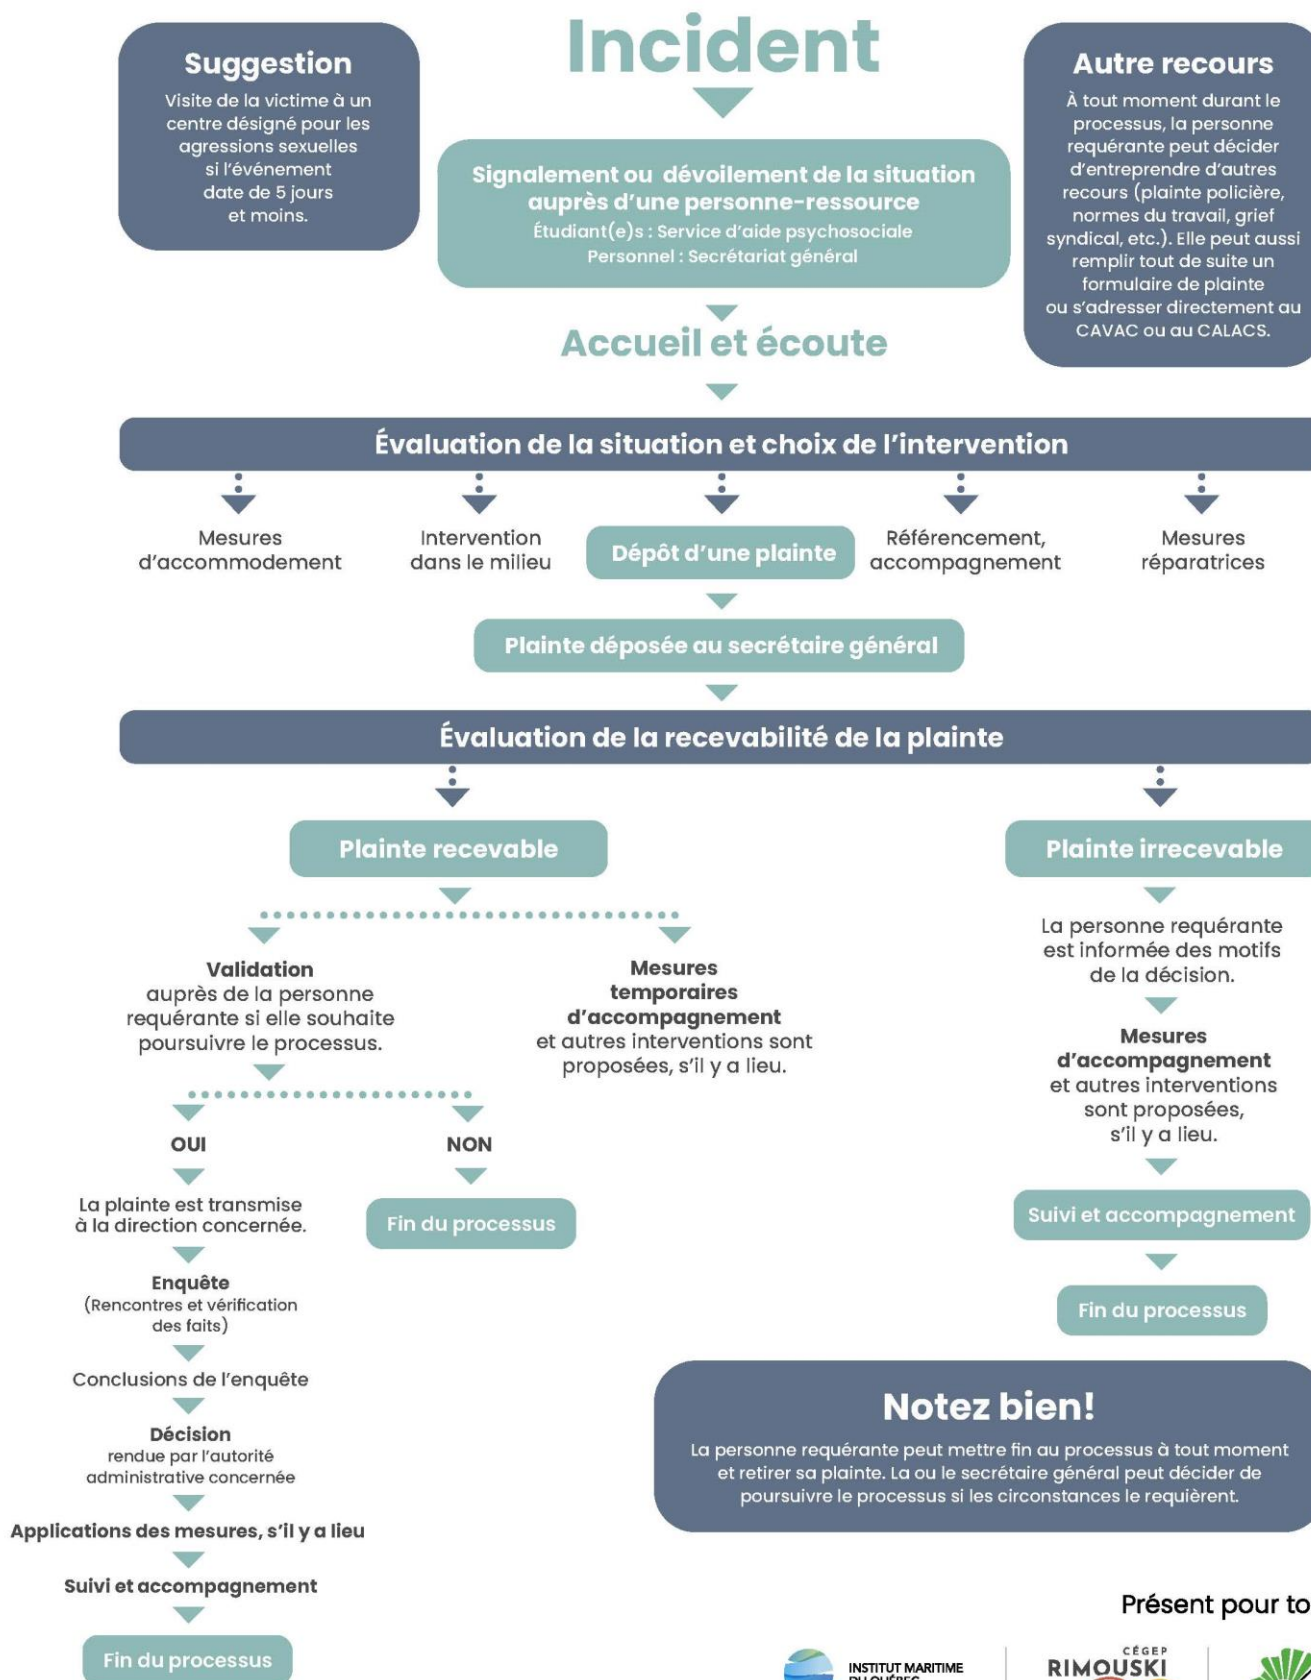 Incident
Suggestion
Visite de la victime à un
centre désigné pour les
agressions sexuelles
si l'événement
date de 5 jours
et moins.
Signalement ou dévoilement de la situation
auprès d'une personne-ressource
Étudiant(e)s : Service d'aide psychosociale
Personnel : Secrétariat général
Autre recours
À tout moment durant le
processus, la personne
requérante peut décider
d'entreprendre d'autres
recours (plainte policière,
normes du travail, grief
syndical, etc.). Elle peut aussi
remplir tout de suite un
formulaire de plainte
ou s'adresser directement au
CAVAC ou au CALACS.
Accueil et écoute
Évaluation de la situation et choix de l'intervention
Mesures
d'accommodement
Intervention
dans le milieu
Dépôt d'une plainte
Référencement,
accompagnement
Mesures
réparatrices
Plainte déposée au secrétaire général
Évaluation de la recevabilité de la plainte
Plainte recevable
Validation
auprès de la personne
requérante si elle souhaite
poursuivre le processus.
Mesures
temporaires
d'accompagnement
et autres interventions sont
proposées, s'il y a lieu.
OUI
La plainte est transmise
à la direction concernée.
Enquête
(Rencontres et vérification
des faits)
Conclusions de l'enquête
Décision
rendue par l'autorité
administrative concernée
Applications des mesures, s'il y a lieu
Suivi et accompagnement
Fin du processus
NON
Fin du processus
Plainte irrecevable
La personne requérante
est informée des motifs
de la décision.
Mesures
d'accompagnement
et autres interventions
sont proposées,
s'il y a lieu.
Suivi et accompagnement
Fin du processus
Notez bien!
La personne requérante peut mettre fin au processus à tout moment
et retirer sa plainte. La ou le secrétaire général peut décider de
poursuivre le processus si les circonstances le requièrent.
Présent pour to
INSTITUT MARITIME
DU QUÉBEC
CÉGEP
RIMOUSKI